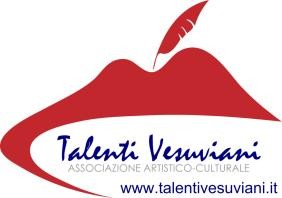 Talenti Vesuviani
ASSOCIAZIONE ARTISTICO-CULTURALE
www.talentivesuviani.it